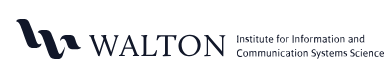 WALTON
Institute for Information and
Communication Systems Science